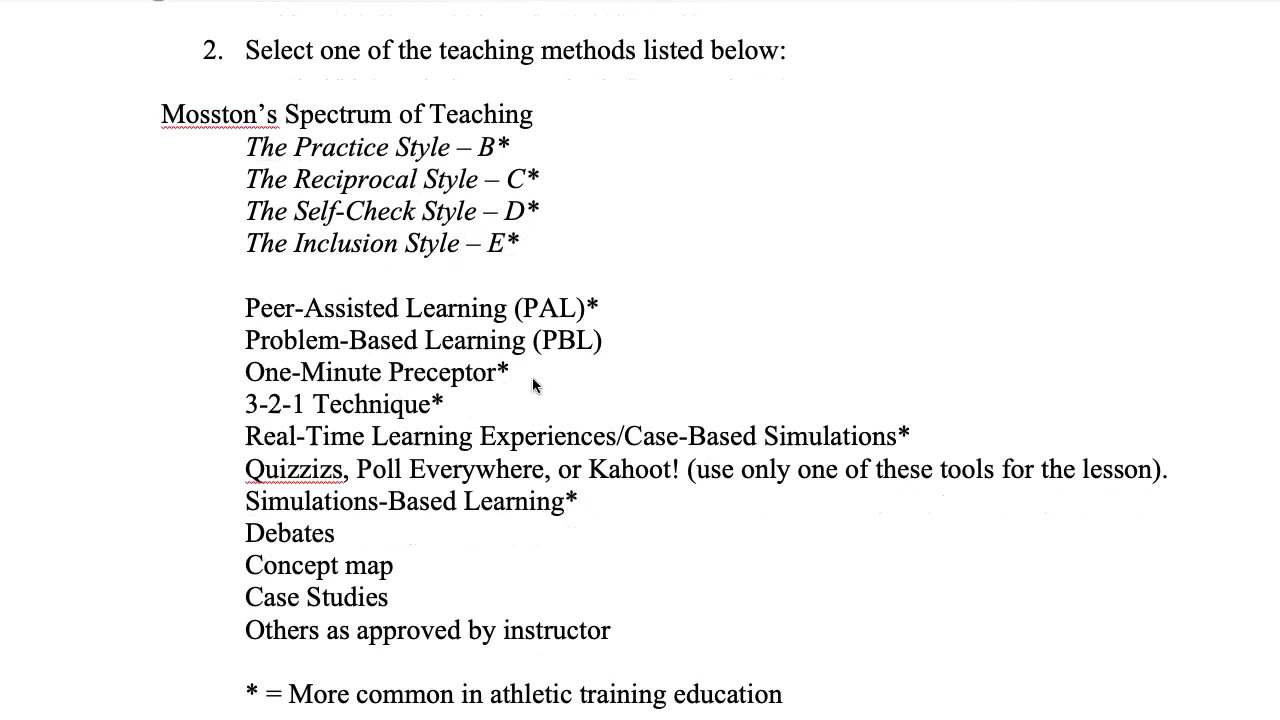 2. Select one of the teaching methods listed below:
Mosston’s Spectrum of Teaching
The Practice Style – B*
The Reciprocal Style – C*
The Self-Check Style – D*
The Inclusion Style – E*
Peer-Assisted Learning (PAL)*
Problem-Based Learning (PBL)
One-Minute Preceptor*
3-2-1 Technique*
Real-Time Learning Experiences/Case-Based Simulations*
Quizzizs, Poll Everywhere, or Kahoot! (use only one of these tools for the lesson).
Simulations-Based Learning*
Debates
Concept map
Case Studies
Others as approved by instructor
* = More common in athletic training education